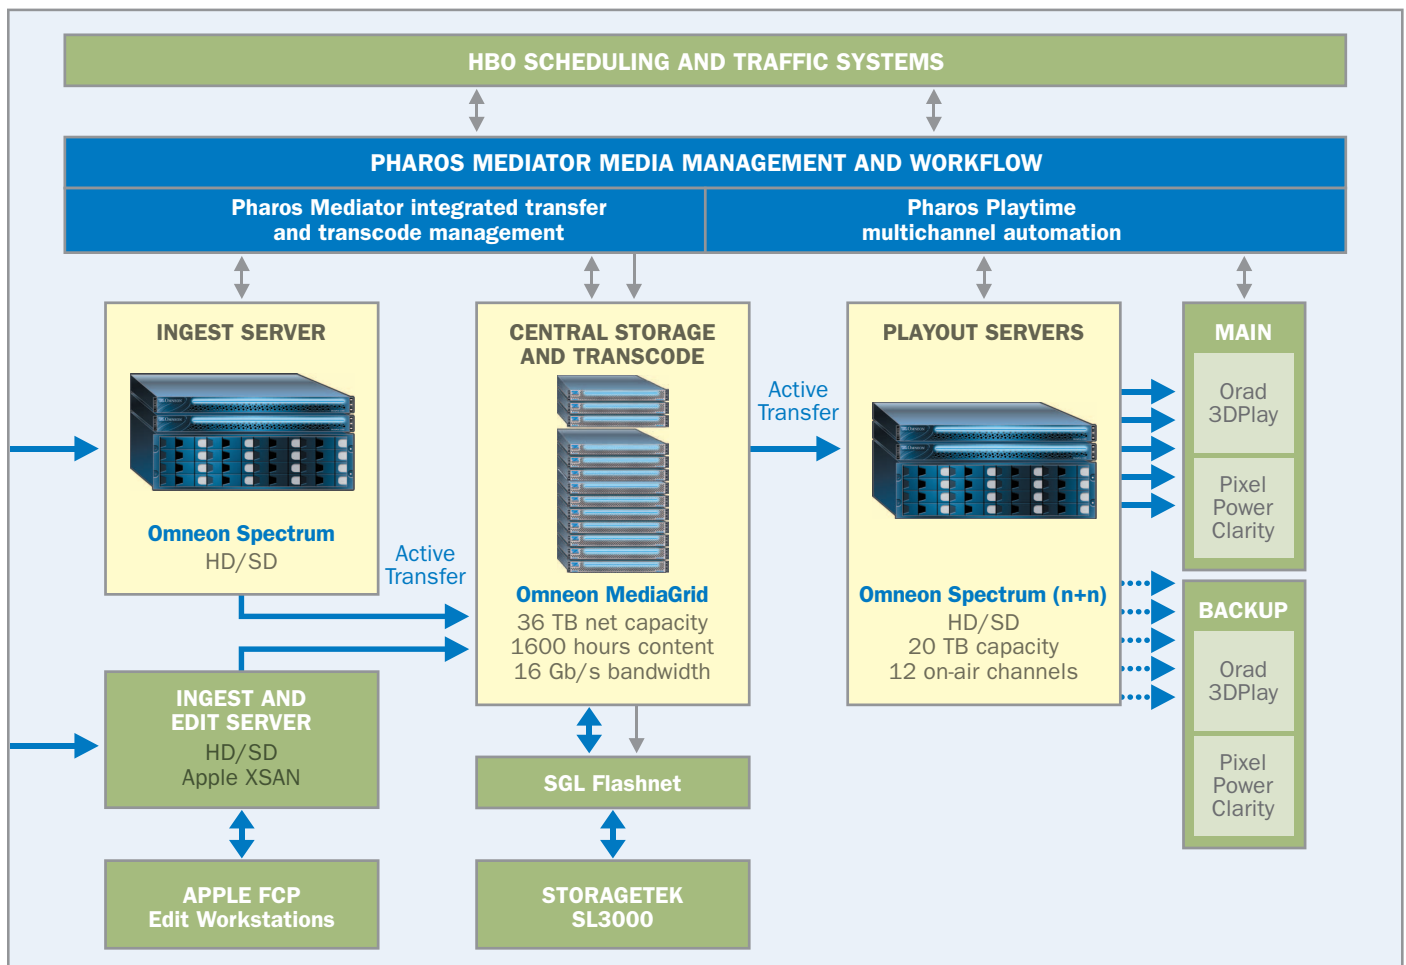 HBO SCHEDULING AND TRAFFIC SYSTEMS
PHAROS MEDIATOR MEDIA MANAGEMENT AND WORKFLOW
Pharos Mediator integrated transfer
and transcode management
Pharos Playtime
multichannel automation
INGEST SERVER
Omneon Spectrum
HD/SD
Active
Transfer
CENTRAL STORAGE
AND TRANSCODE
Omneon MediaGrid
36 TB net capacity
1600 hours content
16 Gb/s bandwidth
Active
Transfer
PLAYOUT SERVERS
Omneon Spectrum (n+n)
HD/SD
20 TB capacity
12 on-air channels
MAIN
Orad
3DPlay
Pixel
Power
Clarity
BACKUP
Orad
3DPlay
Pixel
Power
Clarity
INGEST AND
EDIT SERVER
HD/SD
Apple XSAN
SGL Flashnet
APPLE FCP
Edit Workstations
STORAGETEK
SL3000